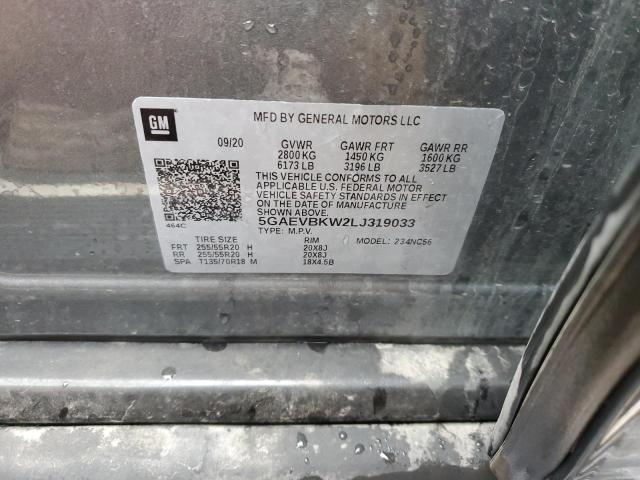 GM
MFD BY GENERAL MOTORS LLC
09/20 GVWR GAWR FRT GAWR RR
2800 KG 1450 KG 1600 KG
6173 LB 3196 LB 3527 LB
THIS VEHICLE CONFORMS TO ALL
APPLICABLE U.S. FEDERAL MOTOR
VEHICLE SAFETY STANDARDS IN EFFECT
ON THE DATE OF MANUFACTURE
SHOWN ABOVE.
464C 5GAEVBKW2LJ319033
TYPE: M.P.V. MODEL: 234NC56
TIRE SIZE RIM
FRT 255/55R20 H 20X8J
RR 255/55R20 H 20X8J
SPA T135/70R18 M 18X4.5B